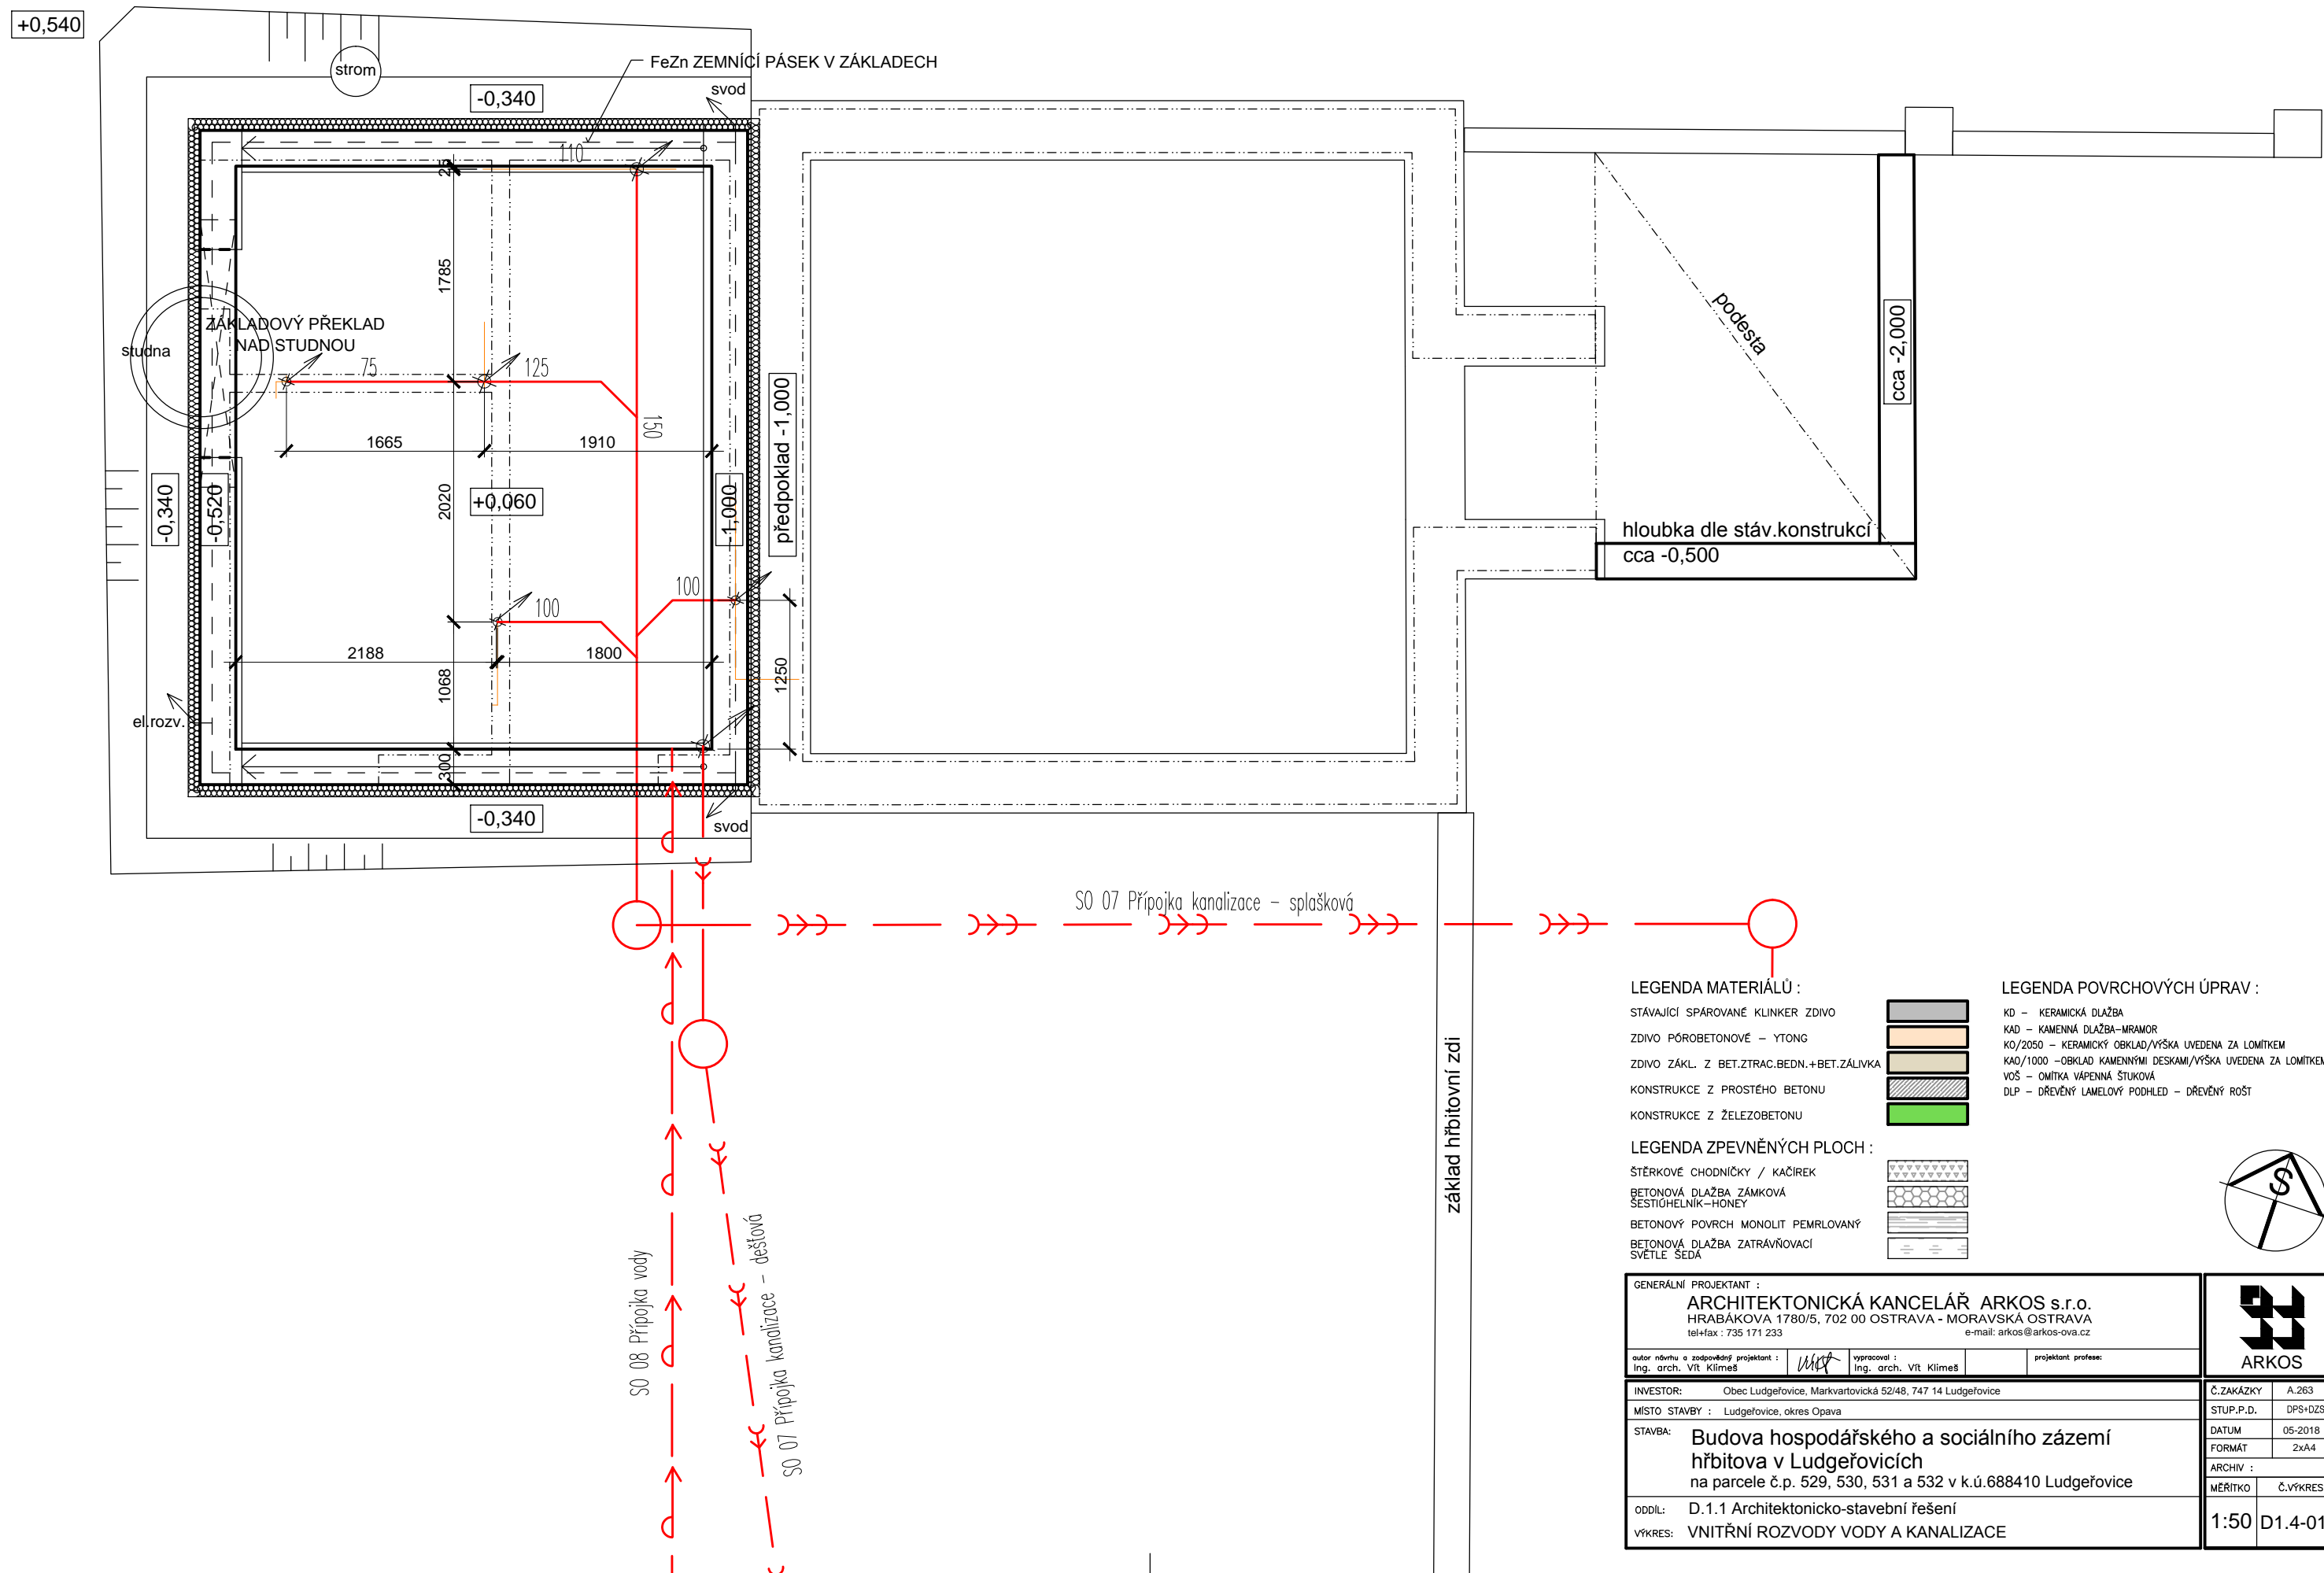 +0,540
strom
FeZn ZEMNÍCÍ PÁSEK V ZÁKLADECH
-0,340
svod
110
25
1785
ZÁKLADOVÝ PŘEKLAD
NAD STUDNOU
studna
75
125
150
1665
1910
předpoklad -1,000
-0,340
-0,520
2020
+0,060
-1,000
podesta
cca -2,000
hloubka dle stáv.konstrukcí
cca -0,500
100
100
2188
1800
1068
1250
el.rozv.
300
-0,340
svod
SO 07 Přípojka kanalizace - splašková
základ hřbitovní zdi
SO 08 Přípojka vody
SO 07 Přípojka kanalizace - dešťová
LEGENDA MATERIÁLŮ :
STÁVAJÍCÍ SPÁROVANÉ KLINKER ZDIVO
ZDIVO PÓROBETONOVÉ - YTONG
ZDIVO ZÁKL. Z BET.ZTRAC.BEDN.+BET.ZÁLIVKA
KONSTRUKCE Z PROSTÉHO BETONU
KONSTRUKCE Z ŽELEZOBETONU
LEGENDA POVRCHOVÝCH ÚPRAV :
KD - KERAMICKÁ DLAŽBA
KAD - KAMENNÁ DLAŽBA-MRAMOR
KO/2050 - KERAMICKÝ OBKLAD/VÝŠKA UVEDENA ZA LOMÍTKEM
KAO/1000 -OBKLAD KAMENNÝMI DESKAMI/VÝŠKA UVEDENA ZA LOMÍTKEM
VOŠ - OMÍTKA VÁPENNÁ ŠTUKOVÁ
DLP - DŘEVĚNÝ LAMELOVÝ PODHLED - DŘEVĚNÝ ROŠT
LEGENDA ZPEVNĚNÝCH PLOCH :
ŠTĚRKOVÉ CHODNÍČKY / KAČÍREK
BETONOVÁ DLAŽBA ZÁMKOVÁ
ŠESTIÚHELNÍK-HONEY
BETONOVÝ POVRCH MONOLIT PEMRLOVANÝ
BETONOVÁ DLAŽBA ZATRÁVŇOVACÍ
SVĚTLE ŠEDÁ
S
GENERÁLNÍ PROJEKTANT :
ARCHITEKTONICKÁ KANCELÁŘ ARKOS s.r.o.
HRABÁKOVA 1780/5, 702 00 OSTRAVA - MORAVSKÁ OSTRAVA
tel+fax : 735 171 233 e-mail: arkos@arkos-ova.cz
autor návrhu a zodpovědný projektant :
Ing. arch. Vít Klimeš
vypracoval :
Ing. arch. Vít Klimeš
projektant profese:
ARKOS
INVESTOR: Obec Ludgeřovice, Markvartovická 52/48, 747 14 Ludgeřovice
MÍSTO STAVBY : Ludgeřovice, okres Opava
STAVBA: Budova hospodářského a sociálního zázemí
hřbitova v Ludgeřovicích
na parcele č.p. 529, 530, 531 a 532 v k.ú.688410 Ludgeřovice
ODDÍL: D.1.1 Architektonicko-stavební řešení
VÝKRES: VNITŘNÍ ROZVODY VODY A KANALIZACE
Č.ZAKÁZKY A.263
STUP.P.D. DPS+DZS
DATUM 05-2018
FORMÁT 2xA4
ARCHIV :
MĚŘÍTKO Č.VÝKRES
1:50 D1.4-01